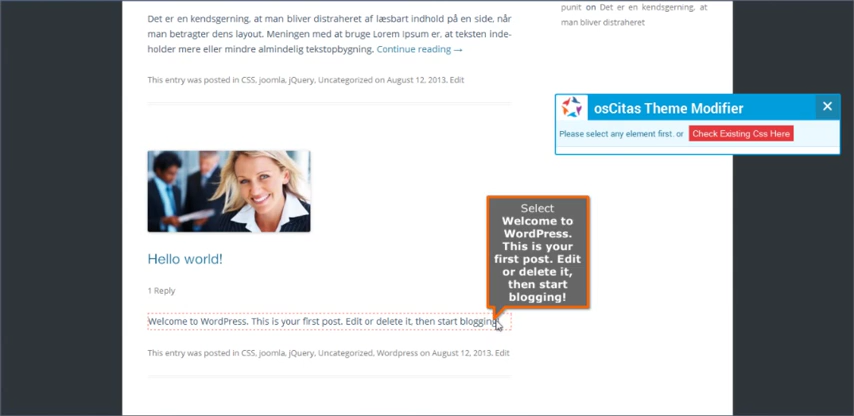 Det er en kendsgerning, at man bliver distraheret af læsbart indhold på en side, når
man betragter dens layout. Meningen med at bruge Lorem Ipsum er, at teksten inde-
holder mere eller mindre almindelig tekstopbygning. Continue reading →
This entry was posted in CSS, joomla, jQuery, Uncategorized on August 12, 2013. Edit
punit on Det er en kendsgerning, at
man bliver distraheret
osCitas Theme Modifier
Please select any element first. or Check Existing Css Here
Select
Welcome to
WordPress.
This is your
first post. Edit
or delete it,
then start
blogging!
Hello world!
1 Reply
Welcome to WordPress. This is your first post. Edit or delete it, then start blogging!
This entry was posted in CSS, joomla, jQuery, Uncategorized, Wordpress on August 12, 2013. Edit